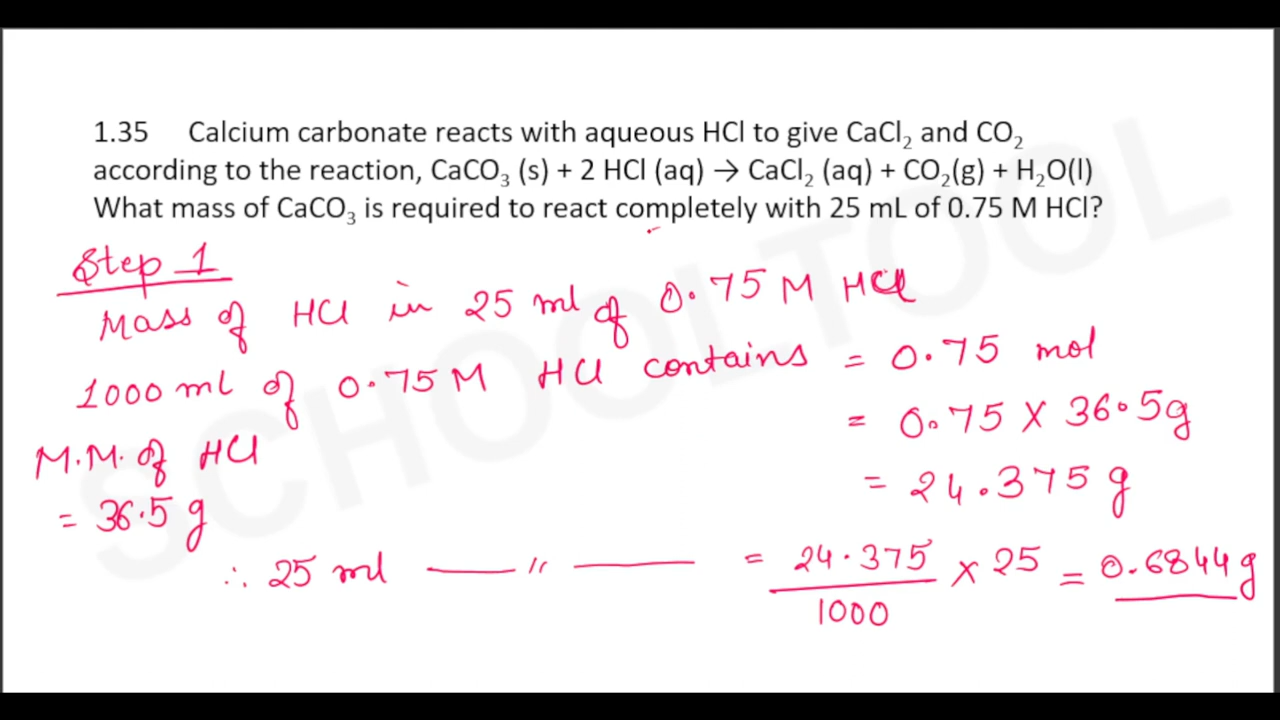 1.35 Calcium carbonate reacts with aqueous HCl to give CaCl₂ and CO₂
according to the reaction, CaCO₃ (s) + 2 HCl (aq) → CaCl₂ (aq) + CO₂(g) + H₂O(l)
What mass of CaCO₃ is required to react completely with 25 mL of 0.75 M HCl?
Step 1
Mass of HCl in 25 ml of 0.75 M HCl
1000 ml of 0.75 M HCl contains = 0.75 mol
= 0.75 X 36.5g
M.M. of HCl
= 36.5 g
= 24.375 g
∴ 25 ml —— 〃 —— = 24.375/1000 X 25 = 0.6844g
SCHOOLTOOL